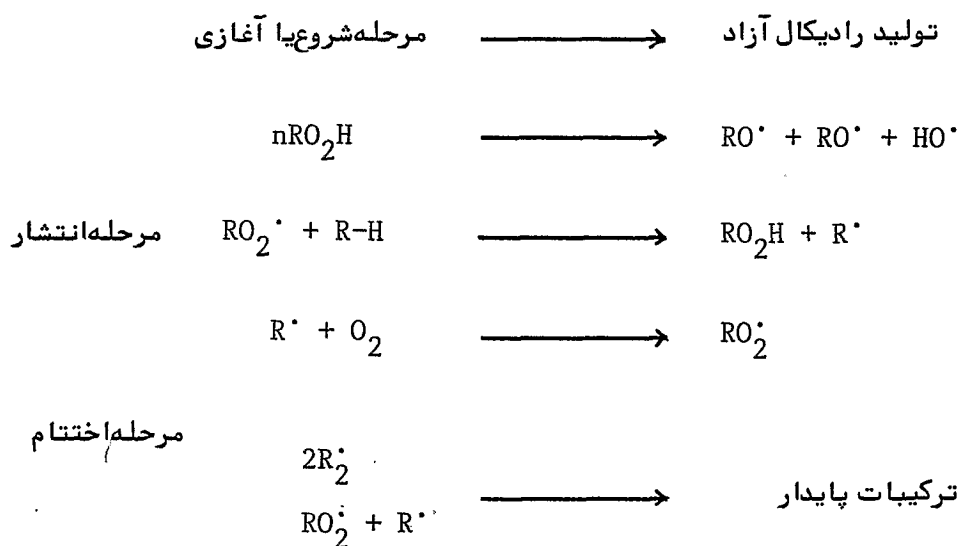 مرحله‌شروع‌یا آغازی ⟶ تولید رادیکال آزاد
nRO₂H ⟶ RO˙ + RO˙ + HO˙
مرحله‌انتشار RO₂˙ + R-H ⟶ RO₂H + R˙
R˙ + O₂ ⟶ RO₂˙
مرحله‌اختتام
2R₂˙
⟶ ترکیبات پایدار
RO₂˙ + R˙